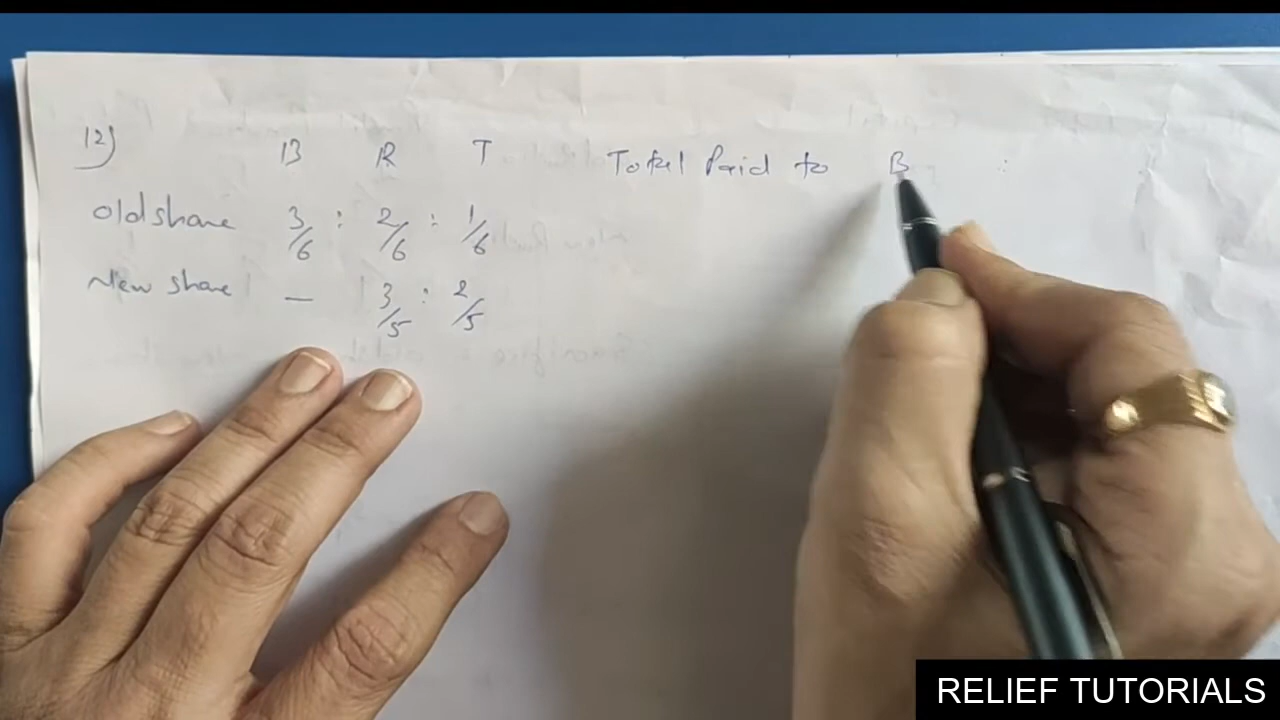 12) B R T Total Paid to B :
Old share 3/6 : 2/6 : 1/6
New share — 3/5 : 2/5
RELIEF TUTORIALS